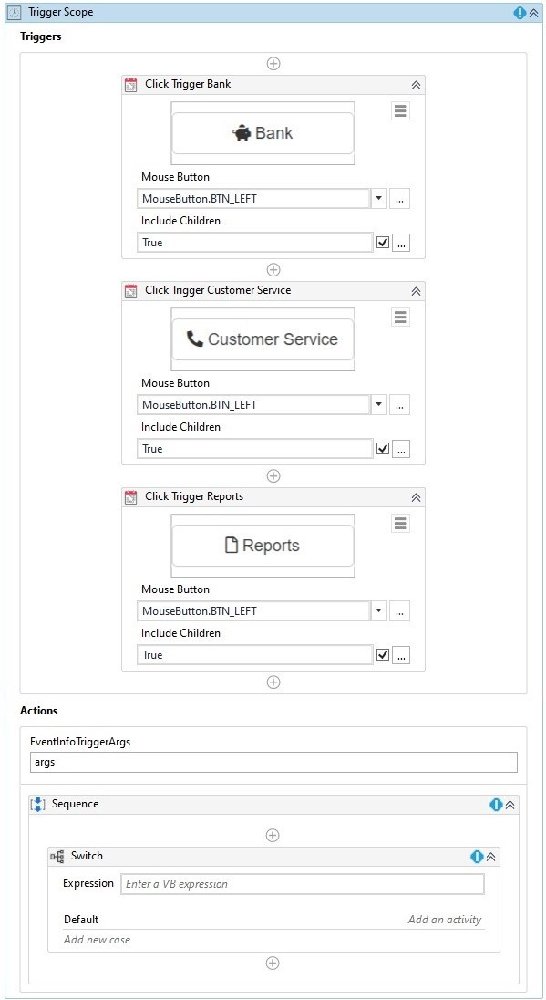 Trigger Scope
Triggers
Click Trigger Bank
Bank
Mouse Button
MouseButton.BTN_LEFT
...
Include Children
True
...
Click Trigger Customer Service
Customer Service
Mouse Button
MouseButton.BTN_LEFT
...
Include Children
True
...
Click Trigger Reports
Reports
Mouse Button
MouseButton.BTN_LEFT
...
Include Children
True
...
Actions
EventInfoTriggerArgs
args
Sequence
Switch
Expression Enter a VB expression
Default Add an activity
Add new case